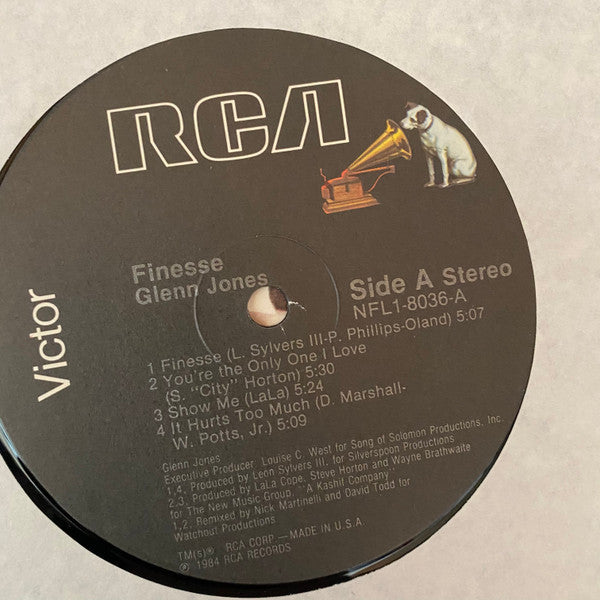 RCA
Victor
Finesse
Glenn Jones
Side A Stereo
NFL1-8036-A
1 Finesse (L. Sylvers III-P. Phillips-Oland) 5:07
2 You're the Only One I Love
(S. "City" Horton) 5:30
3 Show Me (LaLa) 5:24
4 It Hurts Too Much (D. Marshall-
W. Potts, Jr.) 5:09
Glenn Jones
Executive Producer Louise C. West for Song of Solomon Productions, Inc.
1,4, Produced by Leon Sylvers III, for Silverspoon Productions
2,3, Produced by LaLa Cope, Steve Horton and Wayne Brathwaite
for The New Music Group, "A Kashif Company"
1,2, Remixed by Nick Martinelli and David Todd for
Watchout Productions
TM(s)® RCA CORP.—MADE IN U.S.A.
℗ 1984 RCA RECORDS